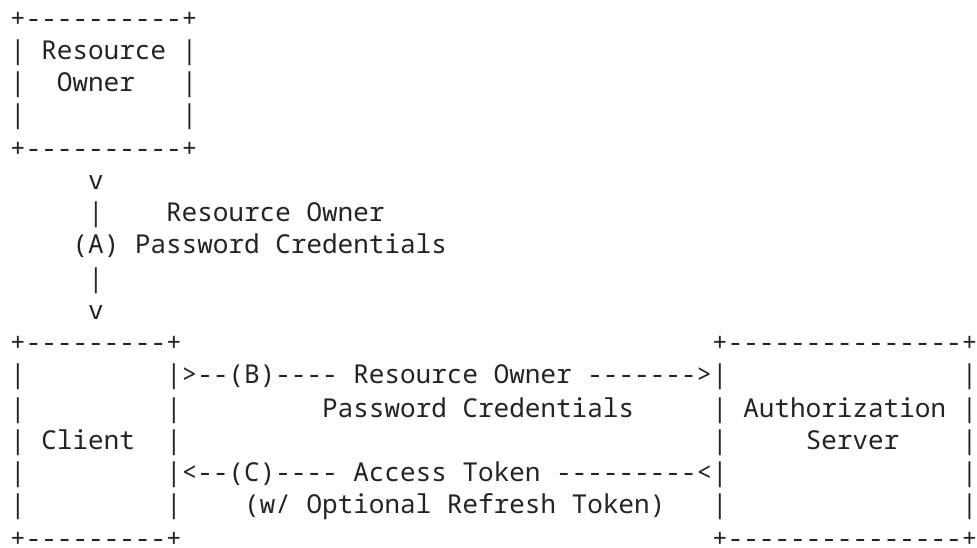 +----------+
| Resource |
|  Owner   |
|          |
+----------+
     v
     |    Resource Owner
    (A) Password Credentials
     |
     v
+---------+                                  +---------------+
|         |>--(B)---- Resource Owner ------->|               |
|         |         Password Credentials     | Authorization |
| Client  |                                  |     Server    |
|         |<--(C)---- Access Token ---------<|               |
|         |    (w/ Optional Refresh Token)   |               |
+---------+                                  +---------------+